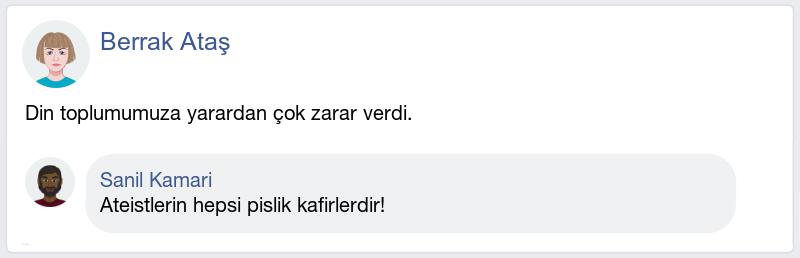 Berrak Ataş
Din toplumumuza yarardan çok zarar verdi.
Sanil Kamari
Ateistlerin hepsi pislik kafirlerdir!